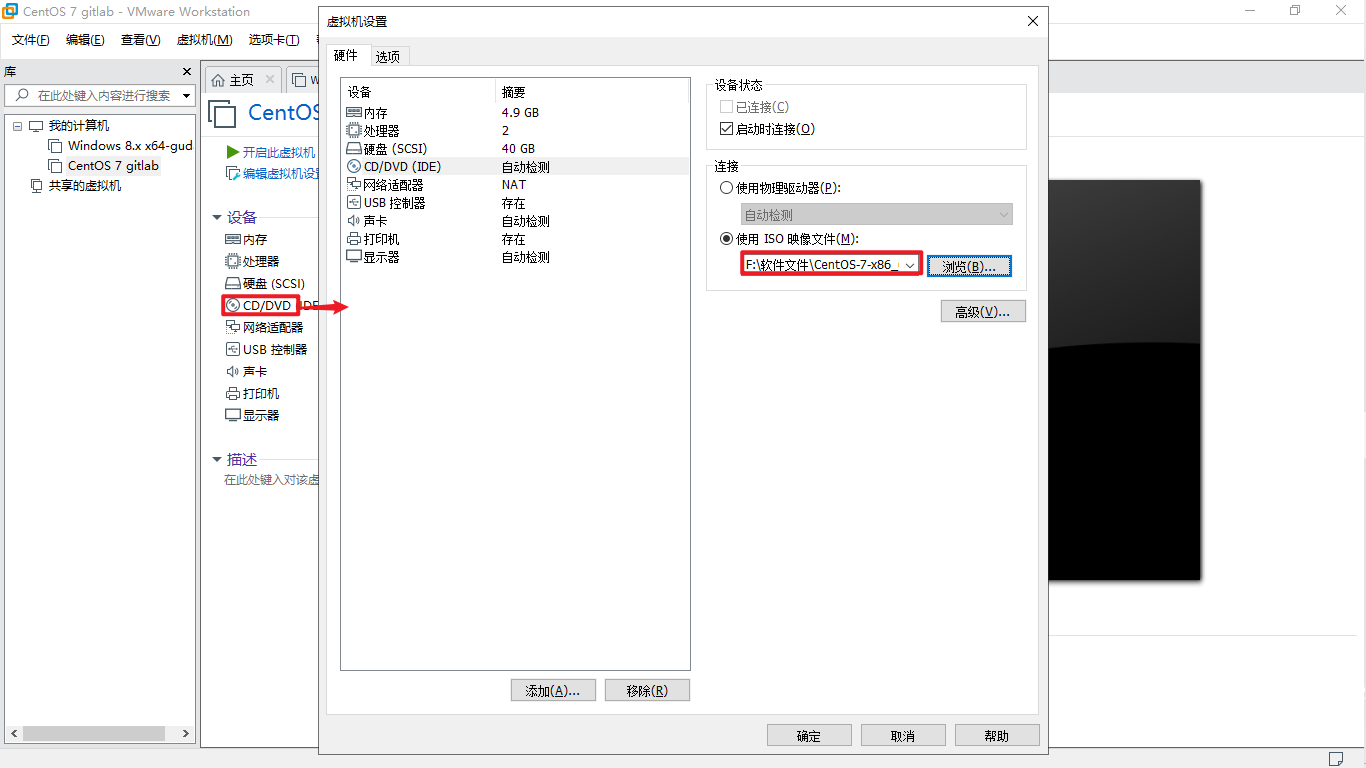 CentOS 7 gitlab - VMware Workstation
文件(F) 编辑(E) 查看(V) 虚拟机(M) 选项卡(T)
库
在此处键入内容进行搜索
我的计算机
Windows 8.x x64-gud
CentOS 7 gitlab
共享的虚拟机
主页 W
CentOS
开启此虚拟机
编辑虚拟机设置
设备
内存
处理器
硬盘 (SCSI)
CD/DVD (IDE
网络适配器
USB 控制器
声卡
打印机
显示器
描述
在此处键入对该虚
虚拟机设置
硬件 选项
设备 摘要
内存 4.9 GB
处理器 2
硬盘 (SCSI) 40 GB
CD/DVD (IDE) 自动检测
网络适配器 NAT
USB 控制器 存在
声卡 自动检测
打印机 存在
显示器 自动检测
添加(A)... 移除(R)
设备状态
已连接(C)
启动时连接(O)
连接
使用物理驱动器(P):
自动检测
使用 ISO 映像文件(M):
F:\软件文件\CentOS-7-x86_ 浏览(B)...
高级(V)...
确定 取消 帮助